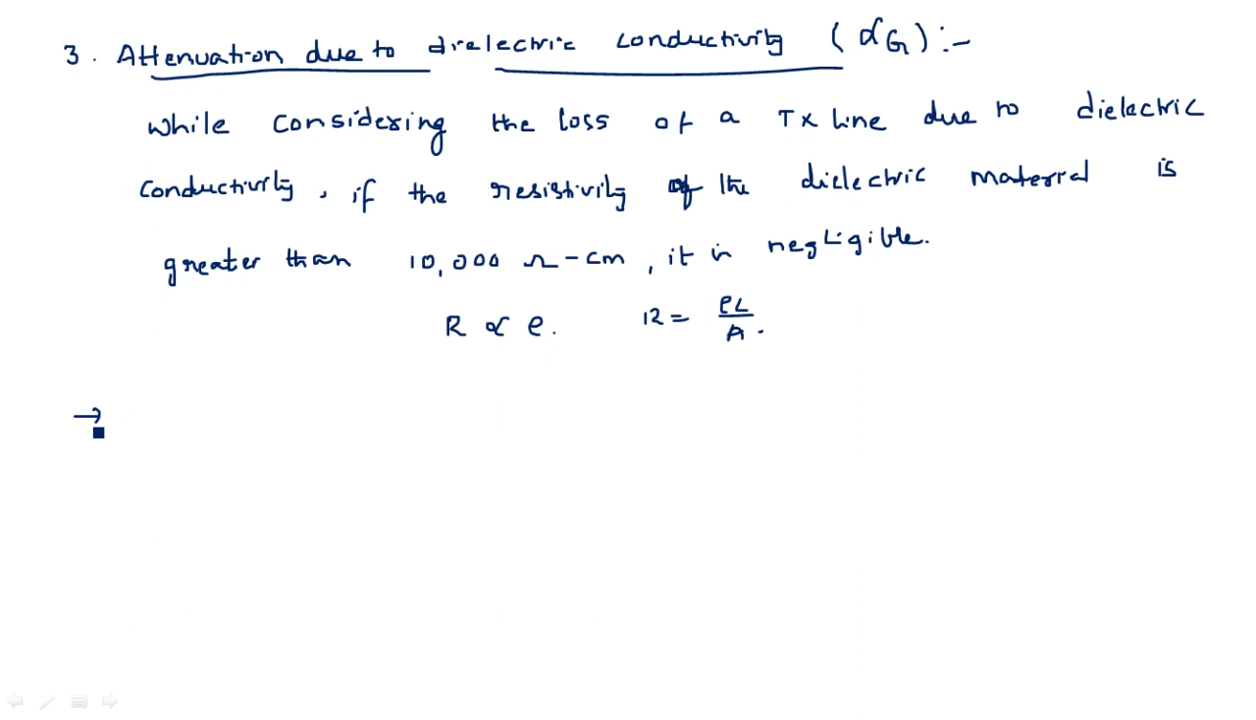 3. Attenuation due to dielectric conductivity (αG) :-
While considering the loss of a Tx line due to dielectric
conductivity, if the resistivity of the dielectric material is
greater than 10,000 Ω-cm, it is negligible.
R ∝ ρ. R = ρL/A.
→